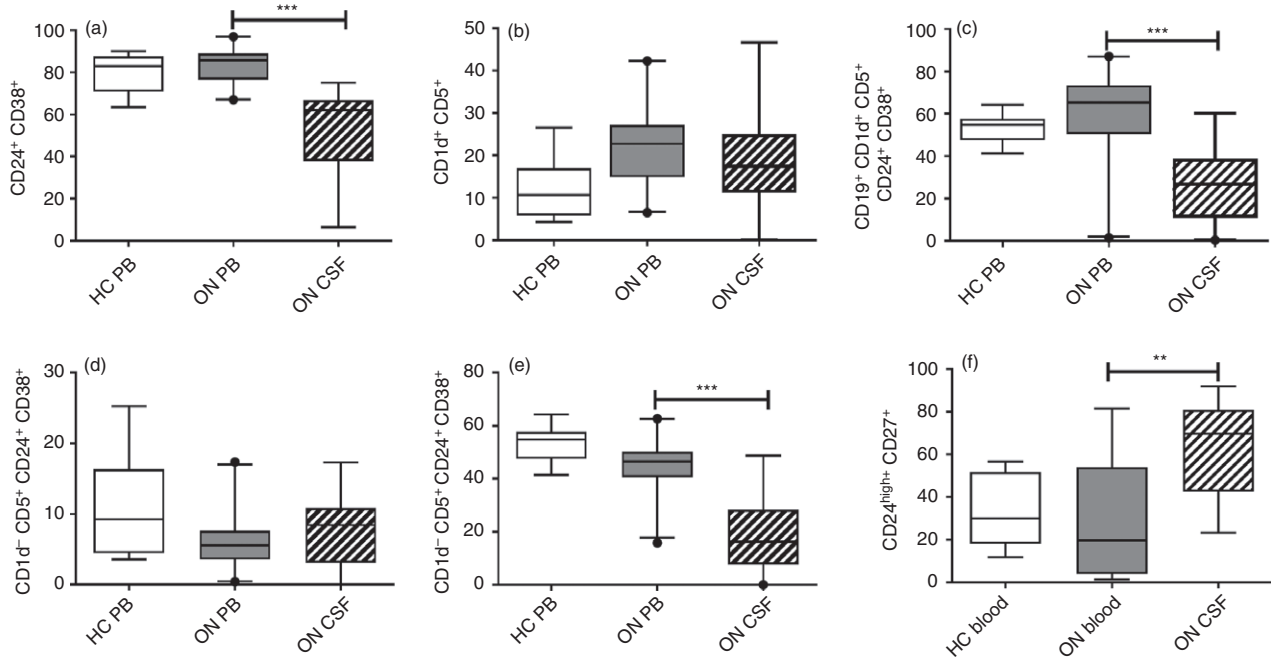 (a)
***
CD24⁺ CD38⁺
100
80
60
40
20
0
HC PB
ON PB
ON CSF
(b)
CD1d⁺ CD5⁺
50
40
30
20
10
0
HC PB
ON PB
ON CSF
(c)
***
CD19⁺ CD1d⁺ CD5⁺
CD24⁺ CD38⁺
100
80
60
40
20
0
HC PB
ON PB
ON CSF
(d)
CD1d⁻ CD5⁺ CD24⁺ CD38⁺
30
20
10
0
HC PB
ON PB
ON CSF
(e)
***
CD1d⁻ CD5⁺ CD24⁺ CD38⁺
80
60
40
20
0
HC PB
ON PB
ON CSF
(f)
**
CD24ʰⁱᵍʰ⁺ CD27⁺
100
80
60
40
20
0
HC blood
ON blood
ON CSF